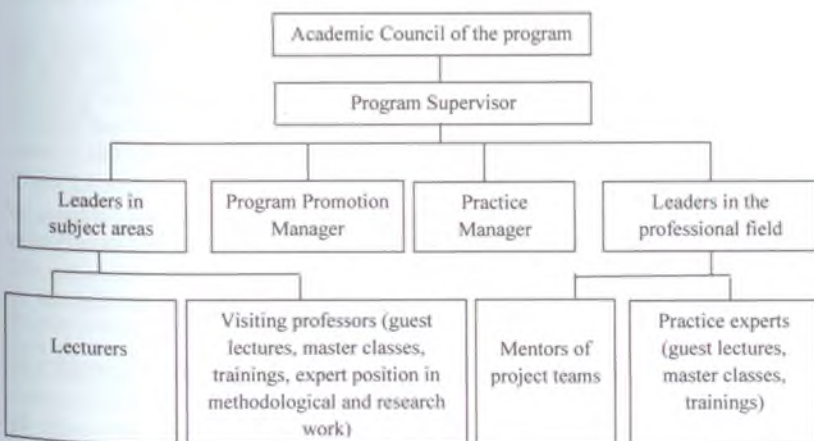 Academic Council of the program
Program Supervisor
Leaders in
subject areas
Program Promotion
Manager
Practice
Manager
Leaders in the
professional field
Lecturers
Visiting professors (guest
lectures, master classes,
trainings, expert position in
methodological and research
work)
Mentors of
project teams
Practice experts
(guest lectures,
master classes,
trainings)